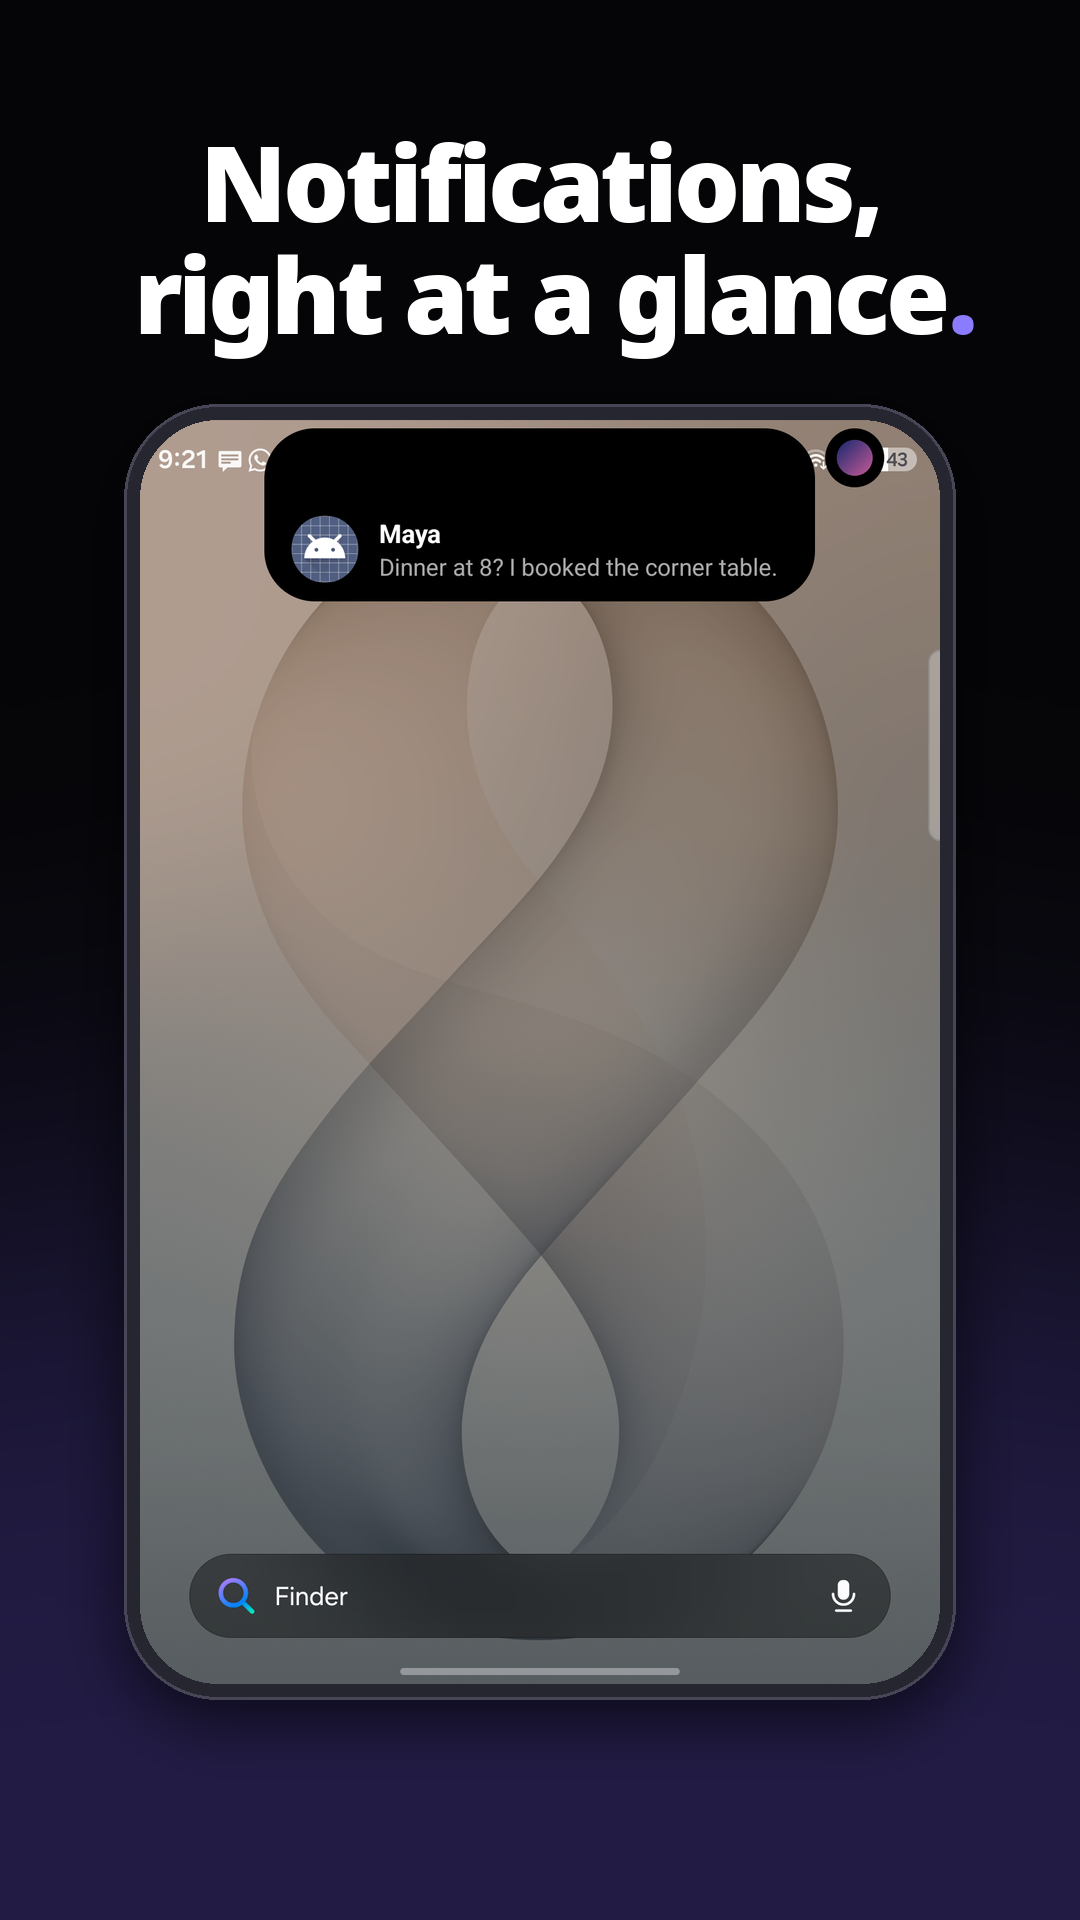 Notifications,
right at a glance.
9:21
43
Maya
Dinner at 8? I booked the corner table.
Finder